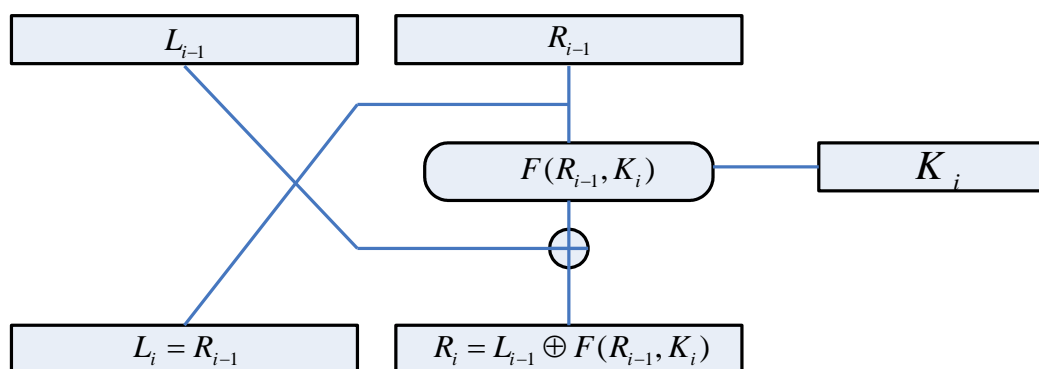 L_{i-1}
R_{i-1}
F(R_{i-1}, K_i)
K_i
L_i = R_{i-1}
R_i = L_{i-1} ⊕ F(R_{i-1}, K_i)